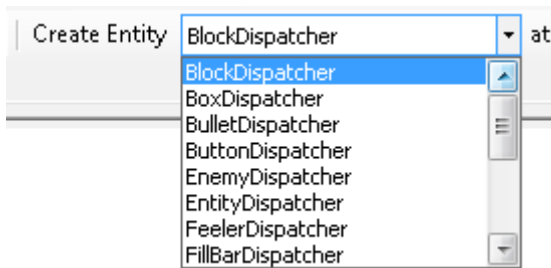 Create Entity BlockDispatcher at
BlockDispatcher
BoxDispatcher
BulletDispatcher
ButtonDispatcher
EnemyDispatcher
EntityDispatcher
FeelerDispatcher
FillBarDispatcher